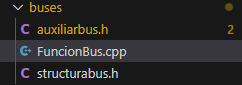 buses
auxiliarbus.h 2
FuncionBus.cpp
structurabus.h